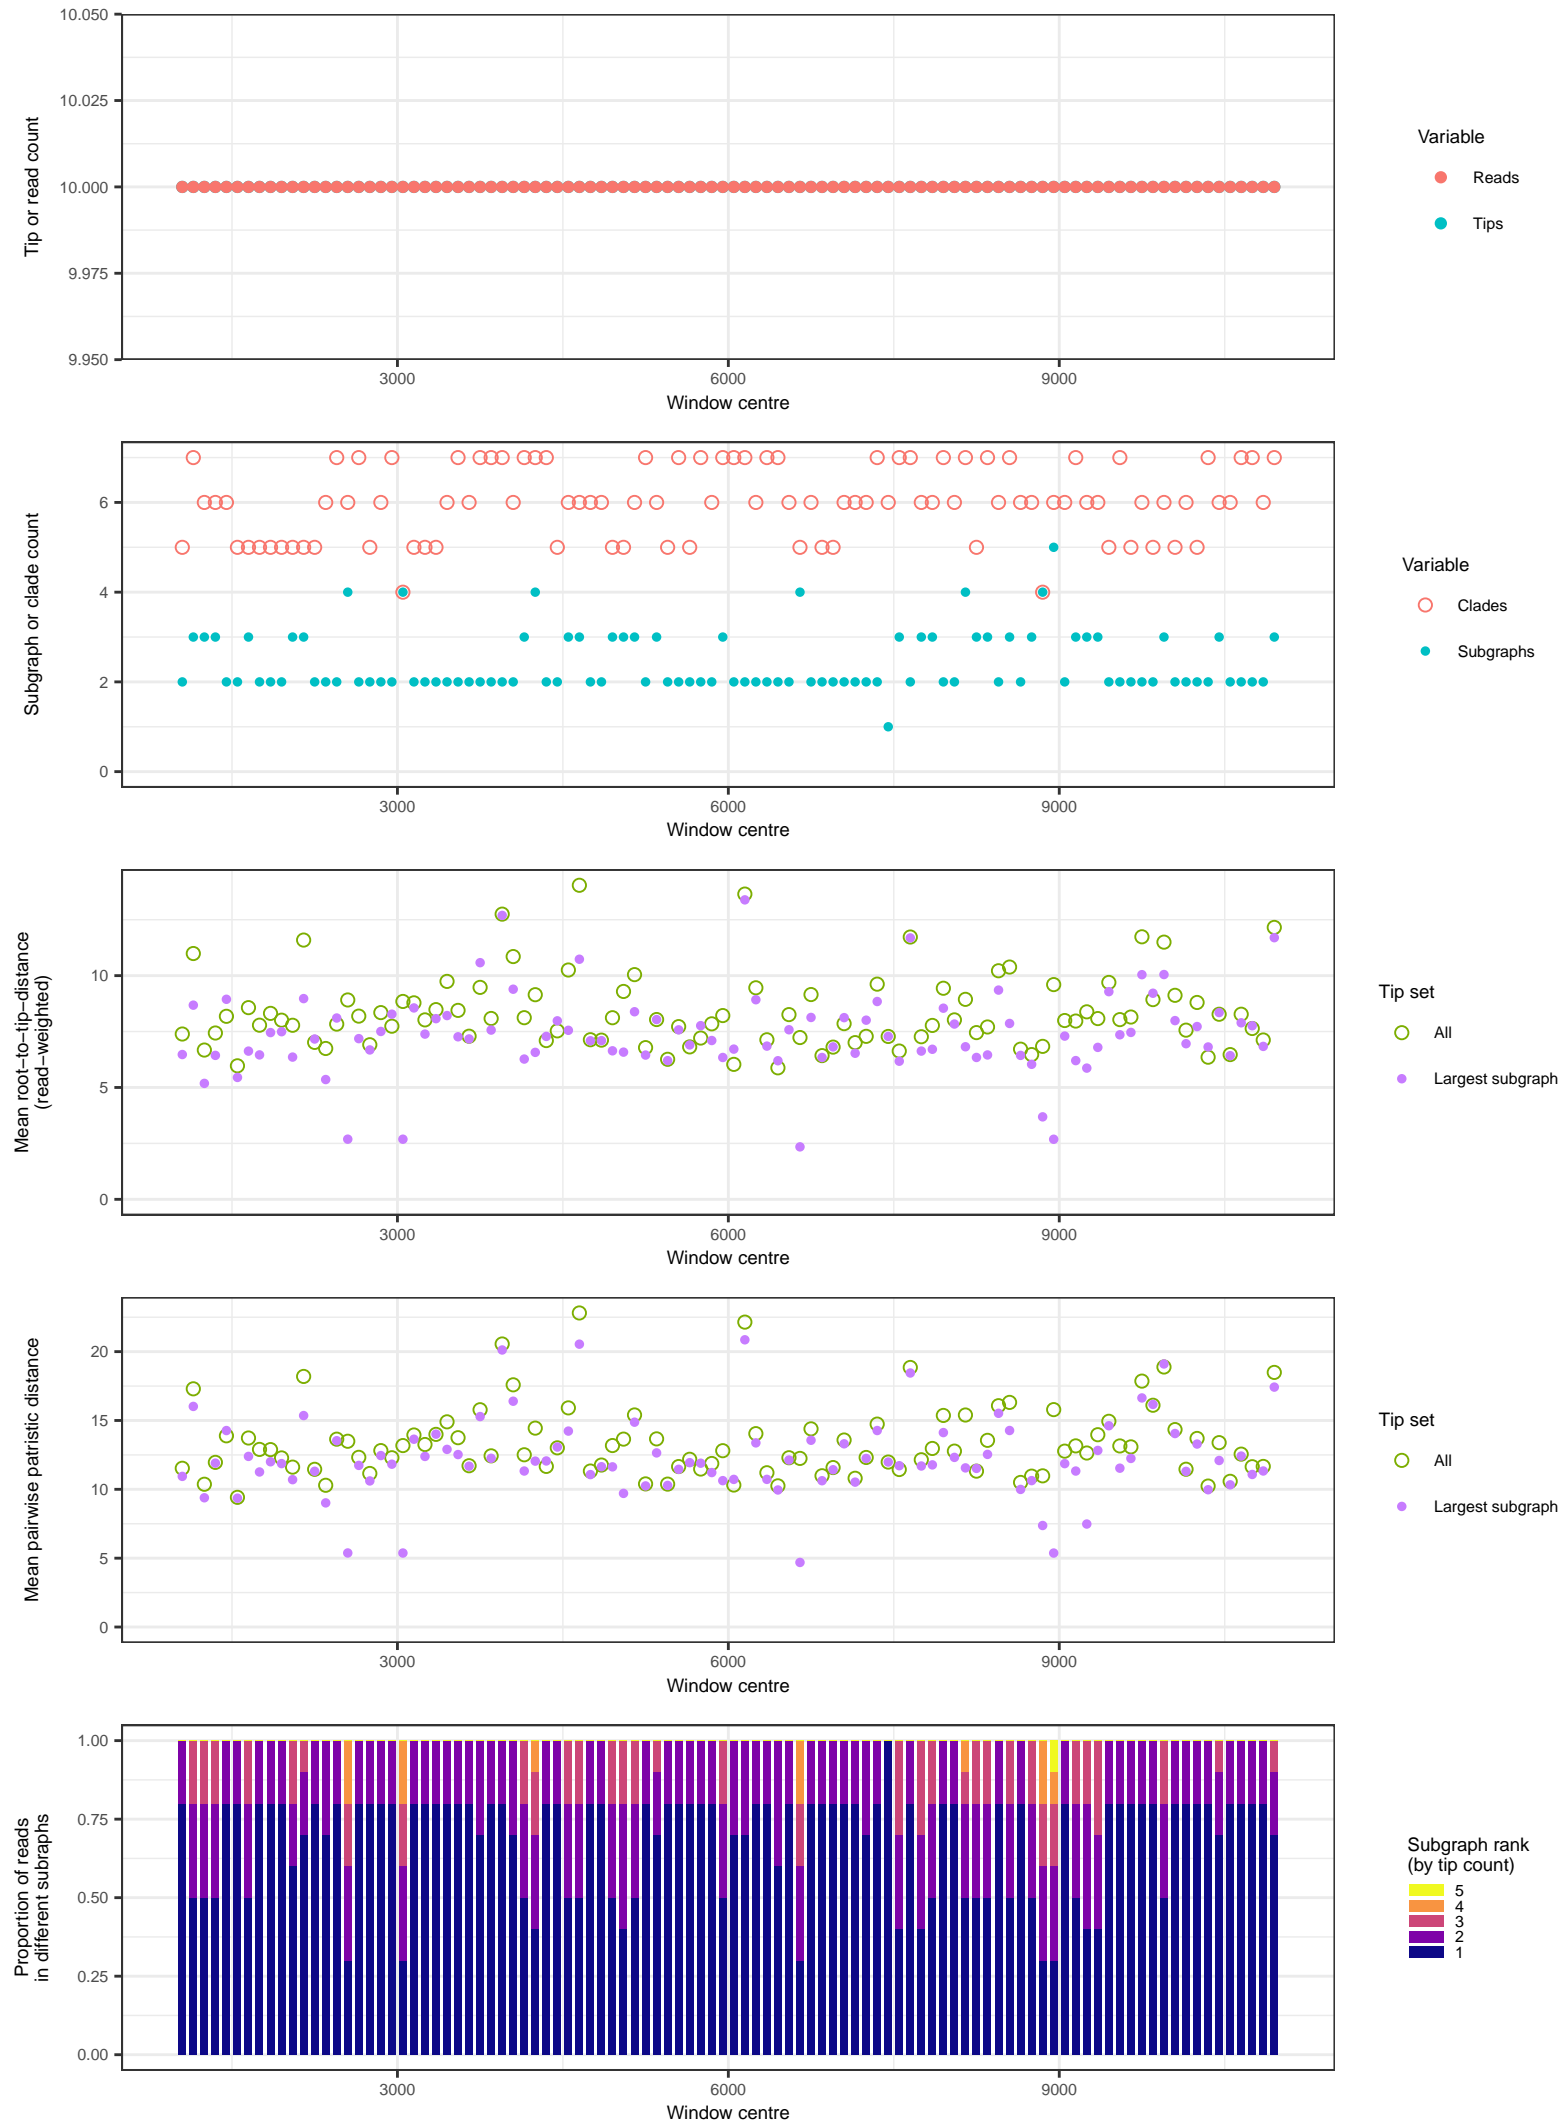 10.050
10.025
10.000
9.975
9.950
Tip or read count
3000
6000
9000
Window centre
Variable
Reads
Tips
6
4
2
0
Subgraph or clade count
3000
6000
9000
Window centre
Variable
Clades
Subgraphs
10
5
0
Mean root−to−tip−distance
(read−weighted)
3000
6000
9000
Window centre
Tip set
All
Largest subgraph
20
15
10
5
0
Mean pairwise patristic distance
3000
6000
9000
Window centre
Tip set
All
Largest subgraph
1.00
0.75
0.50
0.25
0.00
Proportion of reads
in different subraphs
3000
6000
9000
Window centre
Subgraph rank
(by tip count)
5
4
3
2
1